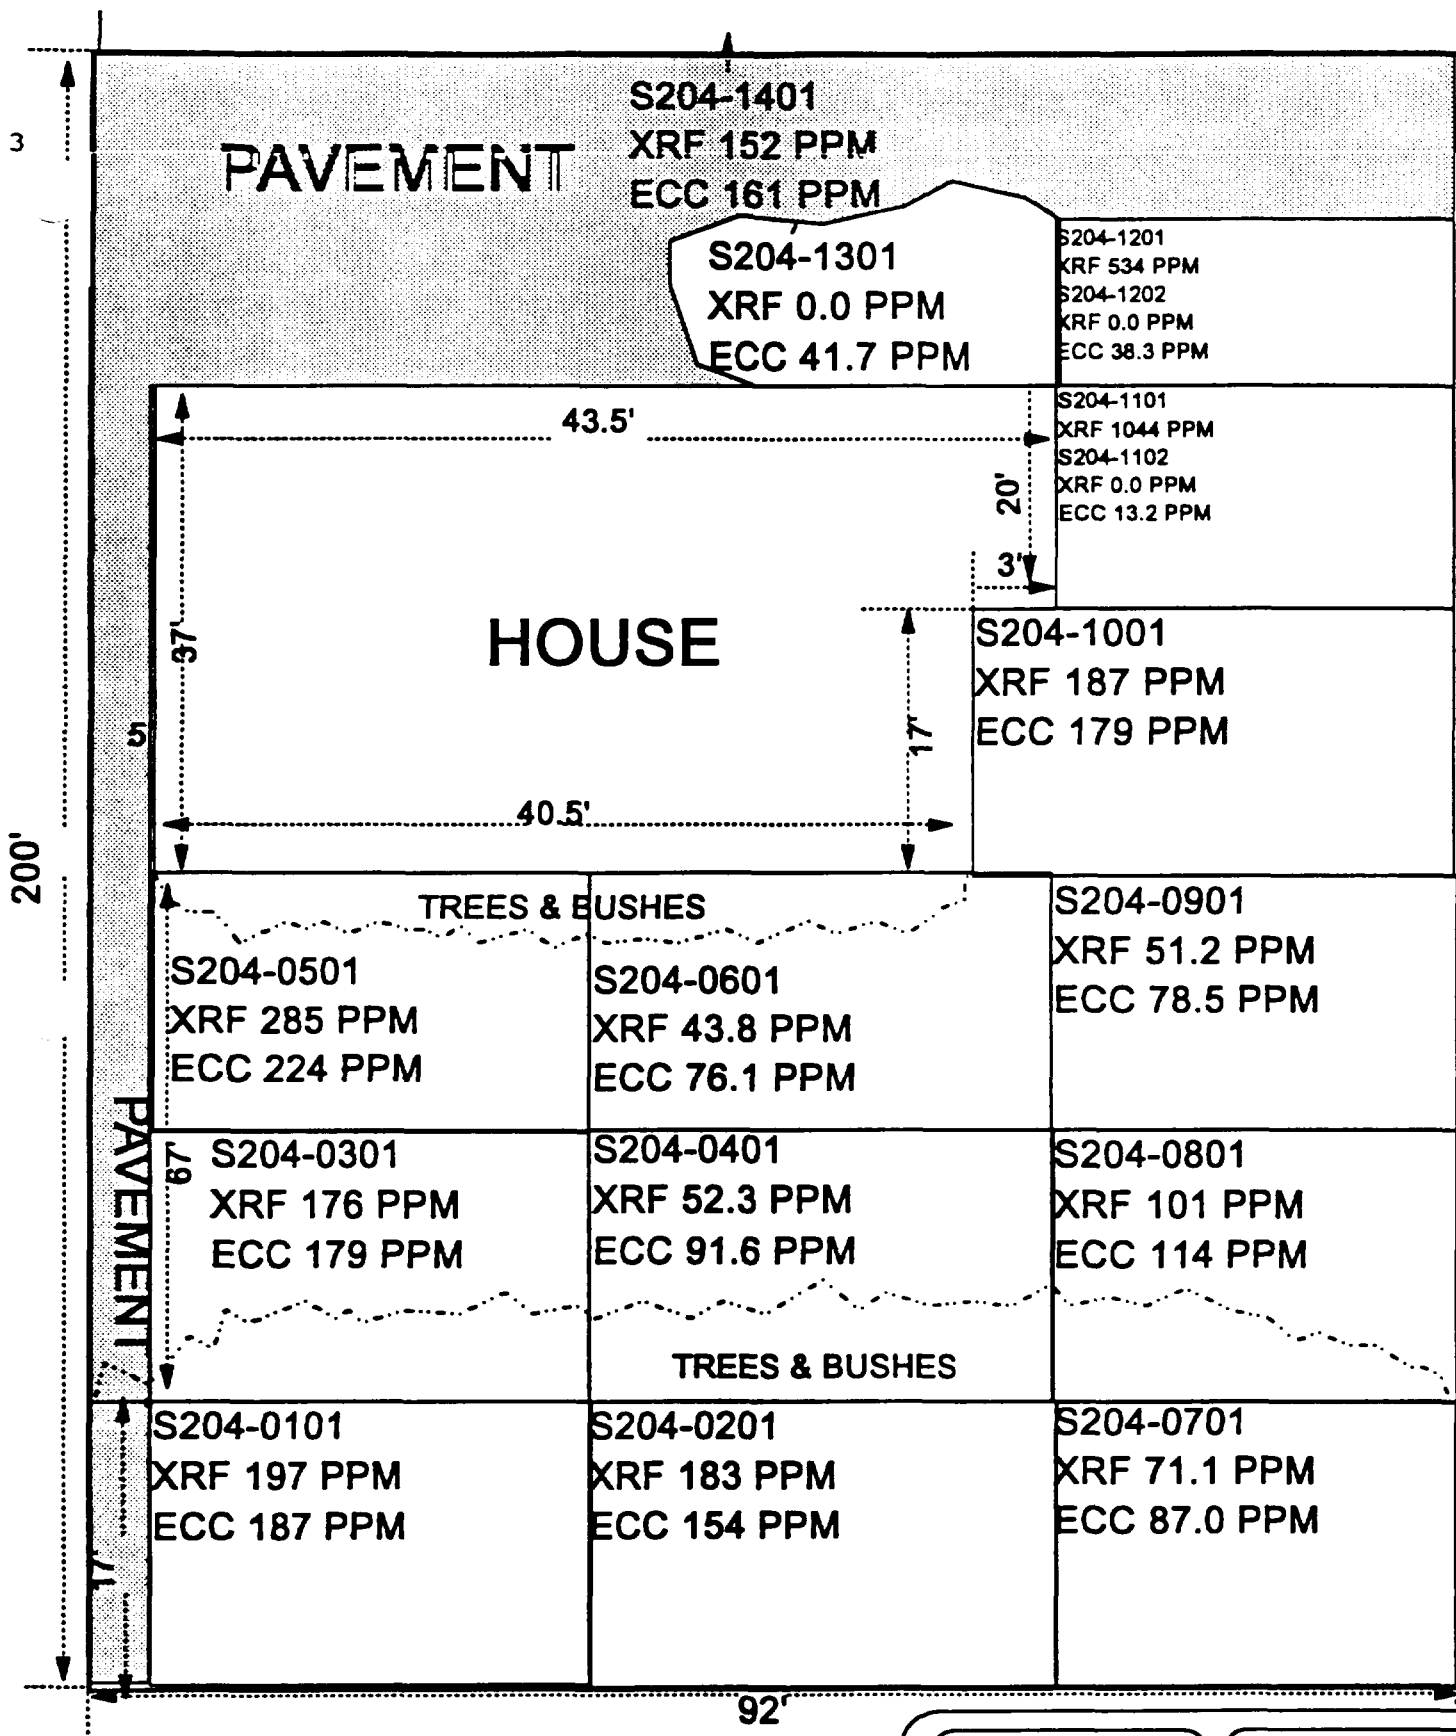 3
PAVEMENT
S204-1401
XRF 152 PPM
ECC 161 PPM
S204-1301
XRF 0.0 PPM
ECC 41.7 PPM
S204-1201
XRF 534 PPM
S204-1202
XRF 0.0 PPM
ECC 38.3 PPM
S204-1101
XRF 1044 PPM
S204-1102
XRF 0.0 PPM
ECC 13.2 PPM
43.5'
20'
3'
HOUSE
37'
5'
17'
40.5'
200'
S204-1001
XRF 187 PPM
ECC 179 PPM
TREES & BUSHES
S204-0501
XRF 285 PPM
ECC 224 PPM
S204-0601
XRF 43.8 PPM
ECC 76.1 PPM
S204-0901
XRF 51.2 PPM
ECC 78.5 PPM
PAVEMENT
67'
S204-0301
XRF 176 PPM
ECC 179 PPM
S204-0401
XRF 52.3 PPM
ECC 91.6 PPM
S204-0801
XRF 101 PPM
ECC 114 PPM
TREES & BUSHES
17'
S204-0101
XRF 197 PPM
ECC 187 PPM
S204-0201
XRF 183 PPM
ECC 154 PPM
S204-0701
XRF 71.1 PPM
ECC 87.0 PPM
92'